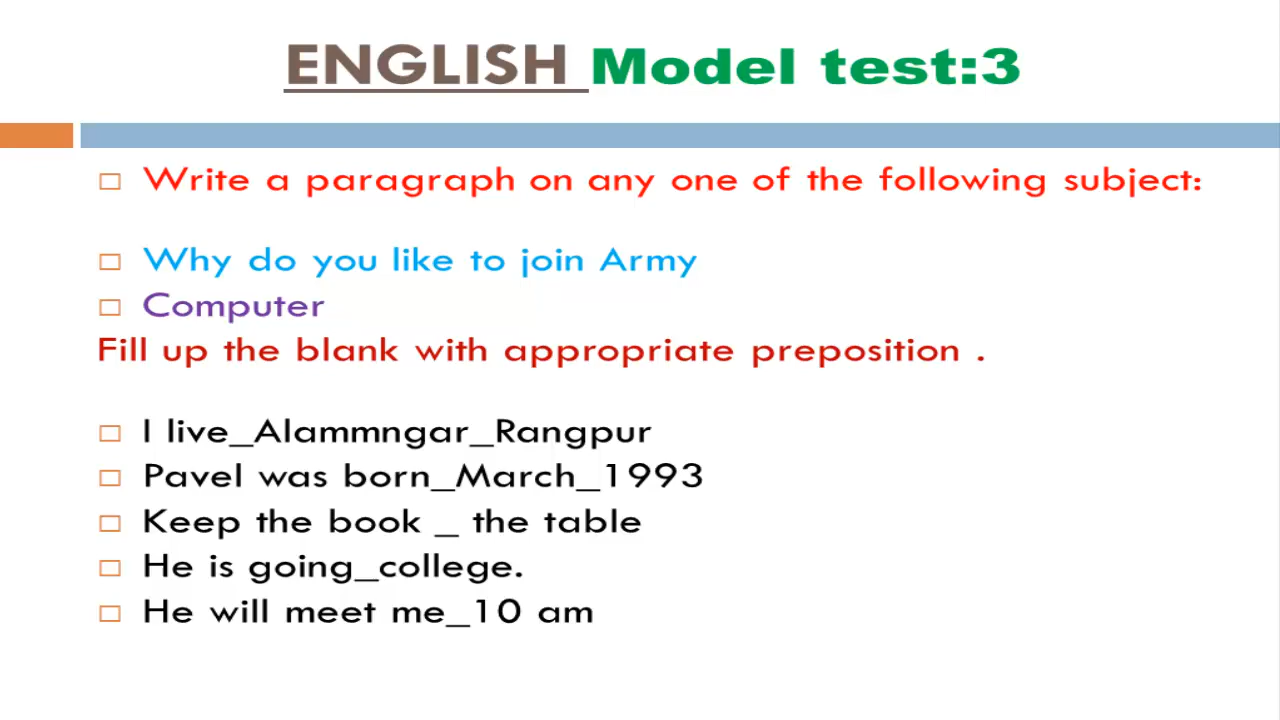 ENGLISH Model test:3
Write a paragraph on any one of the following subject:
Why do you like to join Army
Computer
Fill up the blank with appropriate preposition .
I live_Alammngar_Rangpur
Pavel was born_March_1993
Keep the book _ the table
He is going_college.
He will meet me_10 am